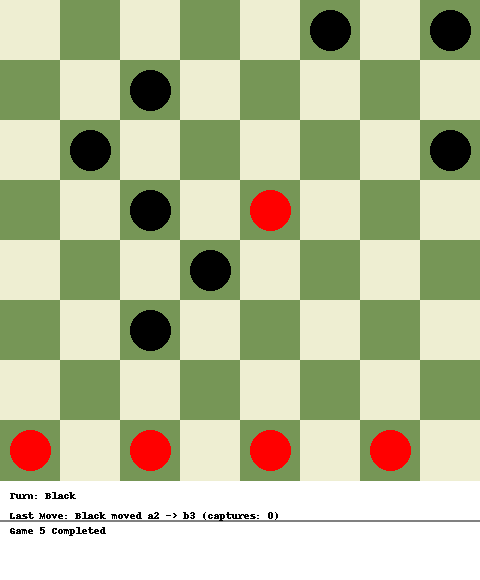 Turn: Black
Last Move: Black moved a2 -> b3 (captures: 0)
Game 5 Completed